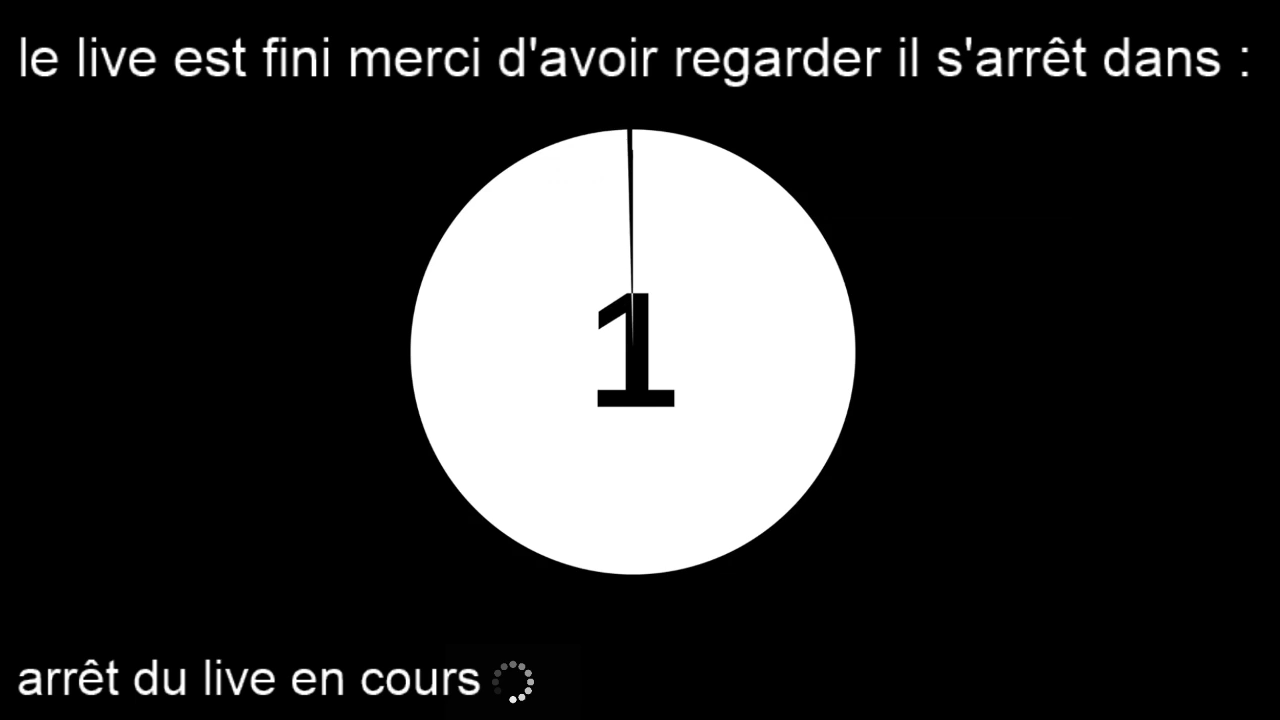 le live est fini merci d'avoir regarder il s'arrêt dans :
1
arrêt du live en cours